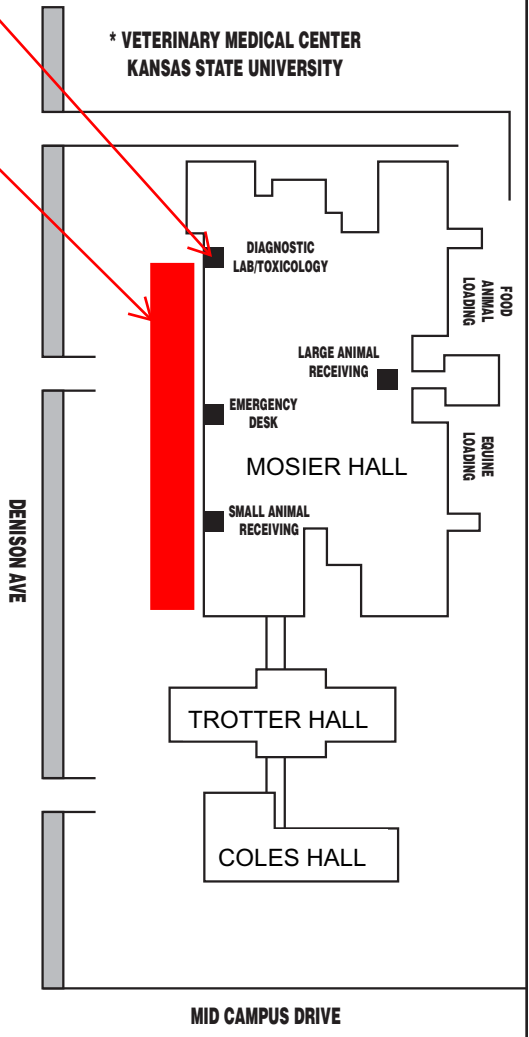 * VETERINARY MEDICAL CENTER
KANSAS STATE UNIVERSITY
DIAGNOSTIC
LAB/TOXICOLOGY
FOOD
ANIMAL
LOADING
LARGE ANIMAL
RECEIVING
EMERGENCY
DESK
EQUINE
LOADING
MOSIER HALL
SMALL ANIMAL
RECEIVING
DENISON AVE
TROTTER HALL
COLES HALL
MID CAMPUS DRIVE